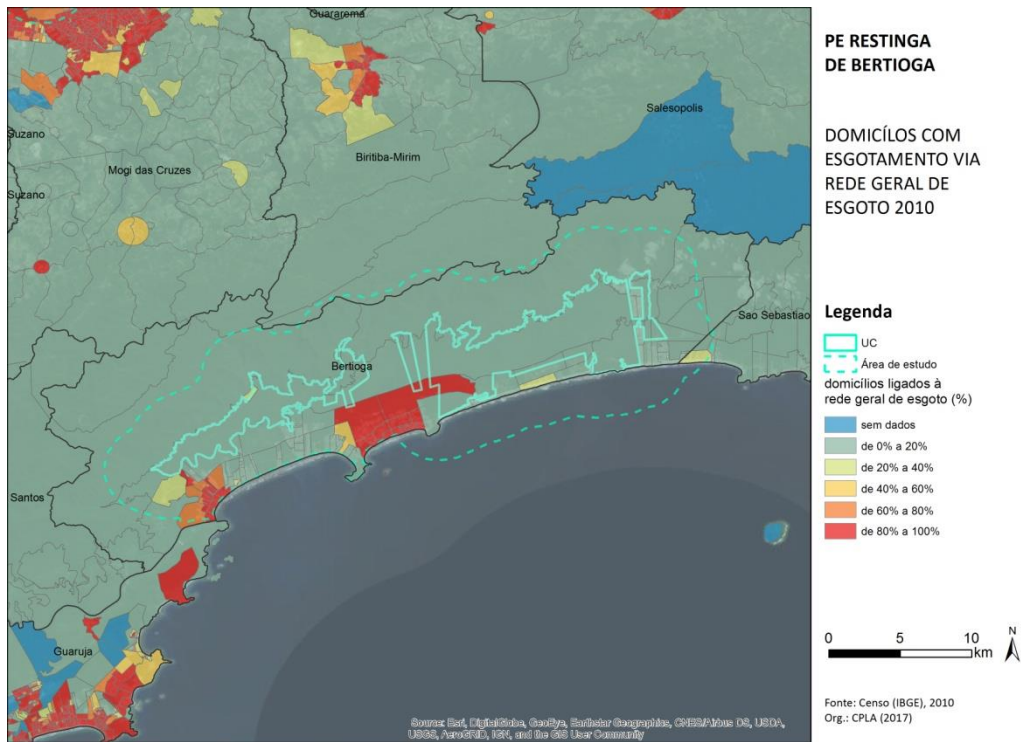 PE RESTINGA
DE BERTIOGA
DOMICÍLOS COM
ESGOTAMENTO VIA
REDE GERAL DE
ESGOTO 2010
Guararema
Salesopolis
Suzano
Biritiba-Mirim
Mogi das Cruzes
Suzano
Sao Sebastiao
Bertioga
Santos
Guaruja
Legenda
UC
Área de estudo
domicílios ligados à
rede geral de esgoto (%)
sem dados
de 0% a 20%
de 20% a 40%
de 40% a 60%
de 60% a 80%
de 80% a 100%
0 5 10
km
N
Fonte: Censo (IBGE), 2010
Org.: CPLA (2017)
Source: Esri, DigitalGlobe, GeoEye, Earthstar Geographics, CNES/Airbus DS, USDA,
USGS, AeroGRID, IGN, and the GIS User Community